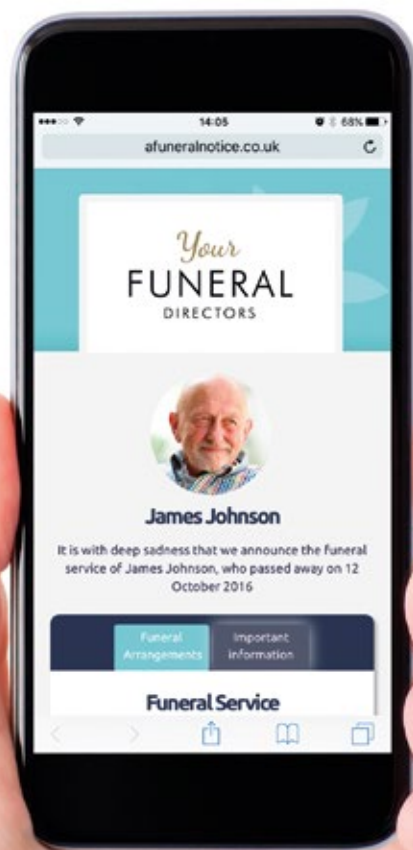 14:05
68%
afuneralnotice.co.uk
Your
FUNERAL
DIRECTORS
James Johnson
It is with deep sadness that we announce the funeral
service of James Johnson, who passed away on 12
October 2016
Funeral
Arrangements
Important
information
Funeral Service